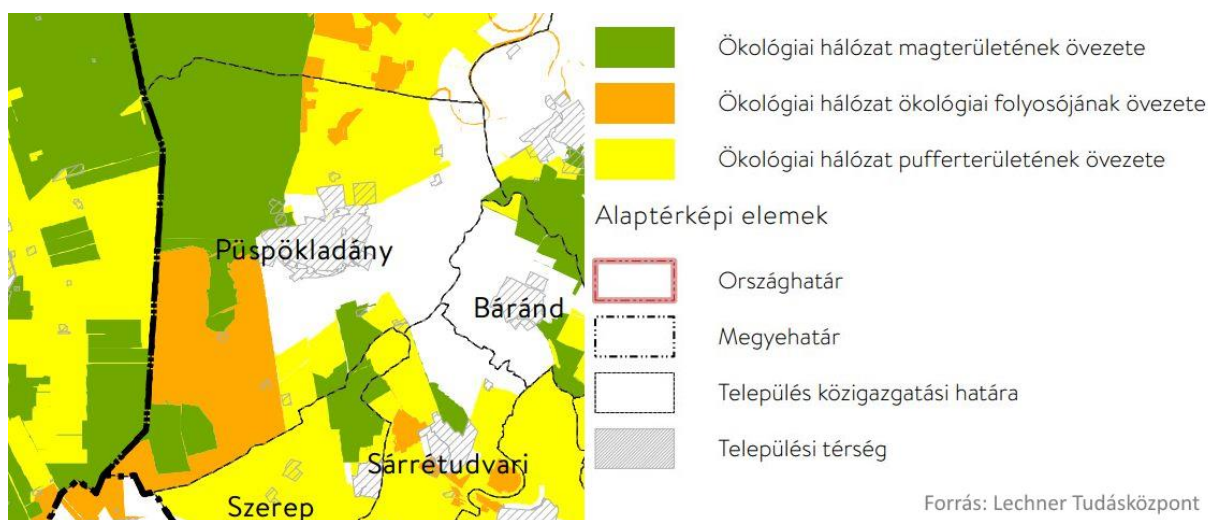 Püspökladány
Báránd
Sárrétudvari
Szerep
Ökológiai hálózat magterületének övezete
Ökológiai hálózat ökológiai folyosójának övezete
Ökológiai hálózat pufferterületének övezete
Alaptérképi elemek
Országhatár
Megyehatár
Település közigazgatási határa
Települési térség
Forrás: Lechner Tudásközpont